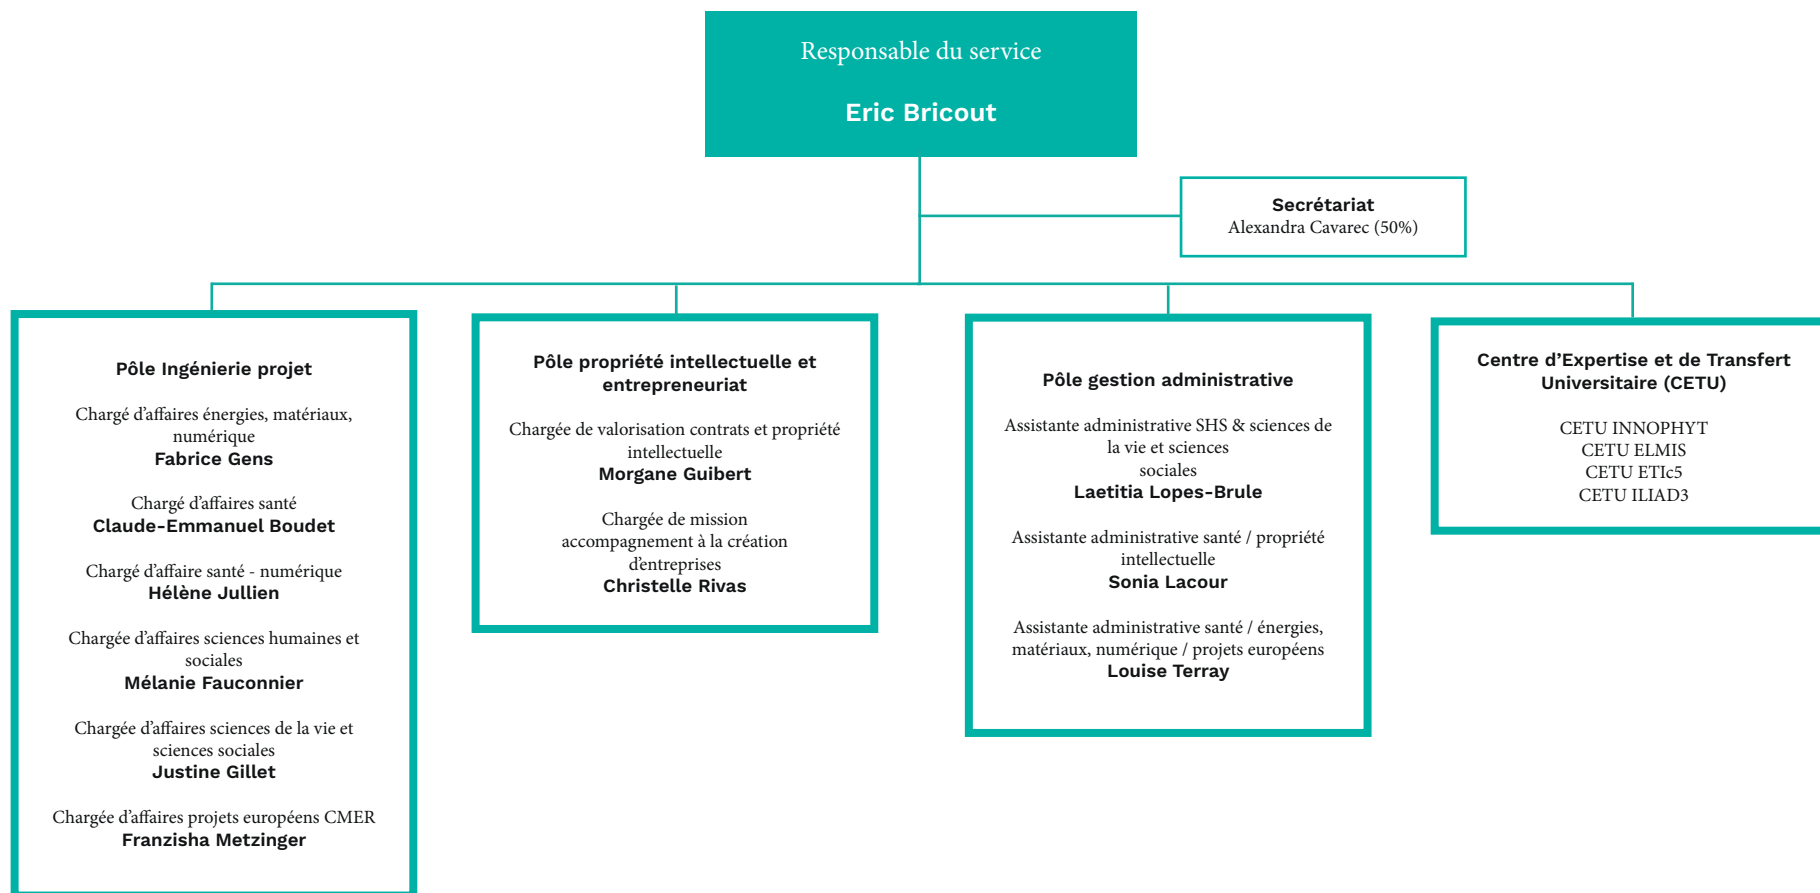 Responsable du service
Eric Bricout
Secrétariat
Alexandra Cavarec (50%)
Pôle Ingénierie projet
Chargé d’affaires énergies, matériaux,
numérique
Fabrice Gens
Chargé d’affaires santé
Claude-Emmanuel Boudet
Chargé d’affaire santé - numérique
Hélène Jullien
Chargée d’affaires sciences humaines et
sociales
Mélanie Fauconnier
Chargée d’affaires sciences de la vie et
sciences sociales
Justine Gillet
Chargée d’affaires projets européens CMER
Franzisha Metzinger
Pôle propriété intellectuelle et
entrepreneuriat
Chargée de valorisation contrats et propriété
intellectuelle
Morgane Guibert
Chargée de mission
accompagnement à la création
d’entreprises
Christelle Rivas
Pôle gestion administrative
Assistante administrative SHS & sciences de
la vie et sciences
sociales
Laetitia Lopes-Brule
Assistante administrative santé / propriété
intellectuelle
Sonia Lacour
Assistante administrative santé / énergies,
matériaux, numérique / projets européens
Louise Terray
Centre d’Expertise et de Transfert
Universitaire (CETU)
CETU INNOPHYT
CETU ELMIS
CETU ETIc5
CETU ILIAD3